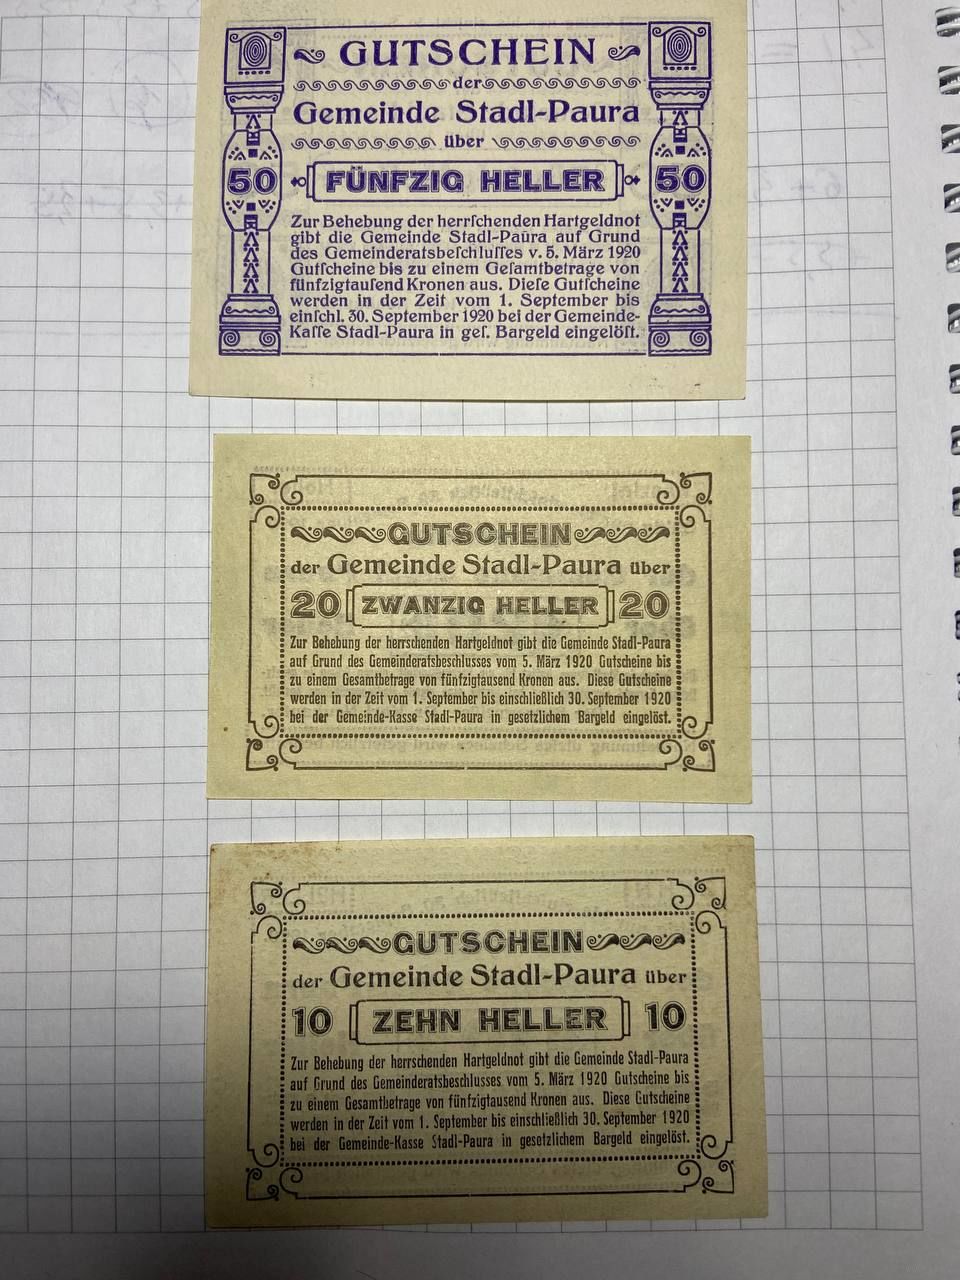 GUTSCHEIN
der
Gemeinde Stadl-Paura
über
50 FÜNFZIG HELLER 50
Zur Behebung der herrſchenden Hartgeldnot
gibt die Gemeinde Stadl-Paura auf Grund
des Gemeinderatsbeſchluſſes v. 5. März 1920
Gutſcheine bis zu einem Geſamtbetrage von
fünfzigtauſend Kronen aus. Dieſe Gutſcheine
werden in der Zeit vom 1. September bis
einſchl. 30. September 1920 bei der Gemeinde-
Kaſſe Stadl-Paura in geſ. Bargeld eingelöſt.
GUTSCHEIN
der Gemeinde Stadl-Paura über
20 ZWANZIG HELLER 20
Zur Behebung der herrschenden Hartgeldnot gibt die Gemeinde Stadl-Paura
auf Grund des Gemeinderatsbeschlusses vom 5. März 1920 Gutscheine bis
zu einem Gesamtbetrage von fünfzigtausend Kronen aus. Diese Gutscheine
werden in der Zeit vom 1. September bis einschließlich 30. September 1920
bei der Gemeinde-Kasse Stadl-Paura in gesetzlichem Bargeld eingelöst.
GUTSCHEIN
der Gemeinde Stadl-Paura über
10 ZEHN HELLER 10
Zur Behebung der herrschenden Hartgeldnot gibt die Gemeinde Stadl-Paura
auf Grund des Gemeinderatsbeschlusses vom 5. März 1920 Gutscheine bis
zu einem Gesamtbetrage von fünfzigtausend Kronen aus. Diese Gutscheine
werden in der Zeit vom 1. September bis einschließlich 30. September 1920
bei der Gemeinde-Kasse Stadl-Paura in gesetzlichem Bargeld eingelöst.